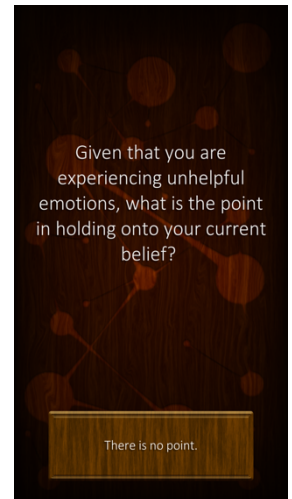 Given that you are
experiencing unhelpful
emotions, what is the point
in holding onto your current
belief?
There is no point.